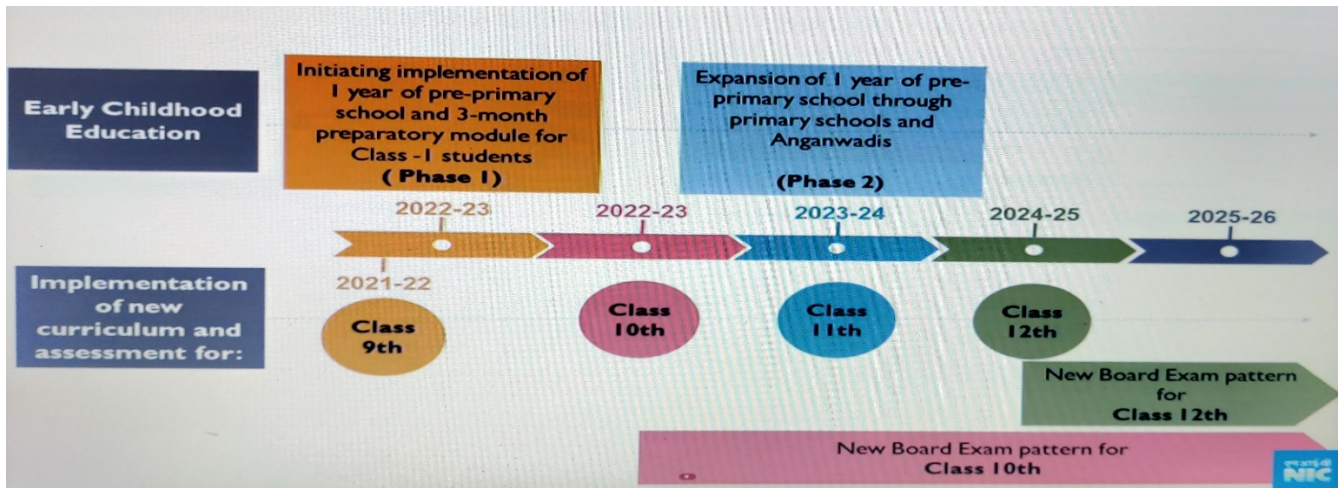 Early Childhood
Education
Initiating implementation of
1 year of pre-primary
school and 3-month
preparatory module for
Class -1 students
( Phase 1)
Expansion of 1 year of pre-
primary school through
primary schools and
Anganwadis
(Phase 2)
2022-23
2022-23
2023-24
2024-25
2025-26
2021-22
Implementation
of new
curriculum and
assessment for:
Class
9th
Class
10th
Class
11th
Class
12th
New Board Exam pattern
for
Class 12th
New Board Exam pattern for
Class 10th
एन आई सी
NIC